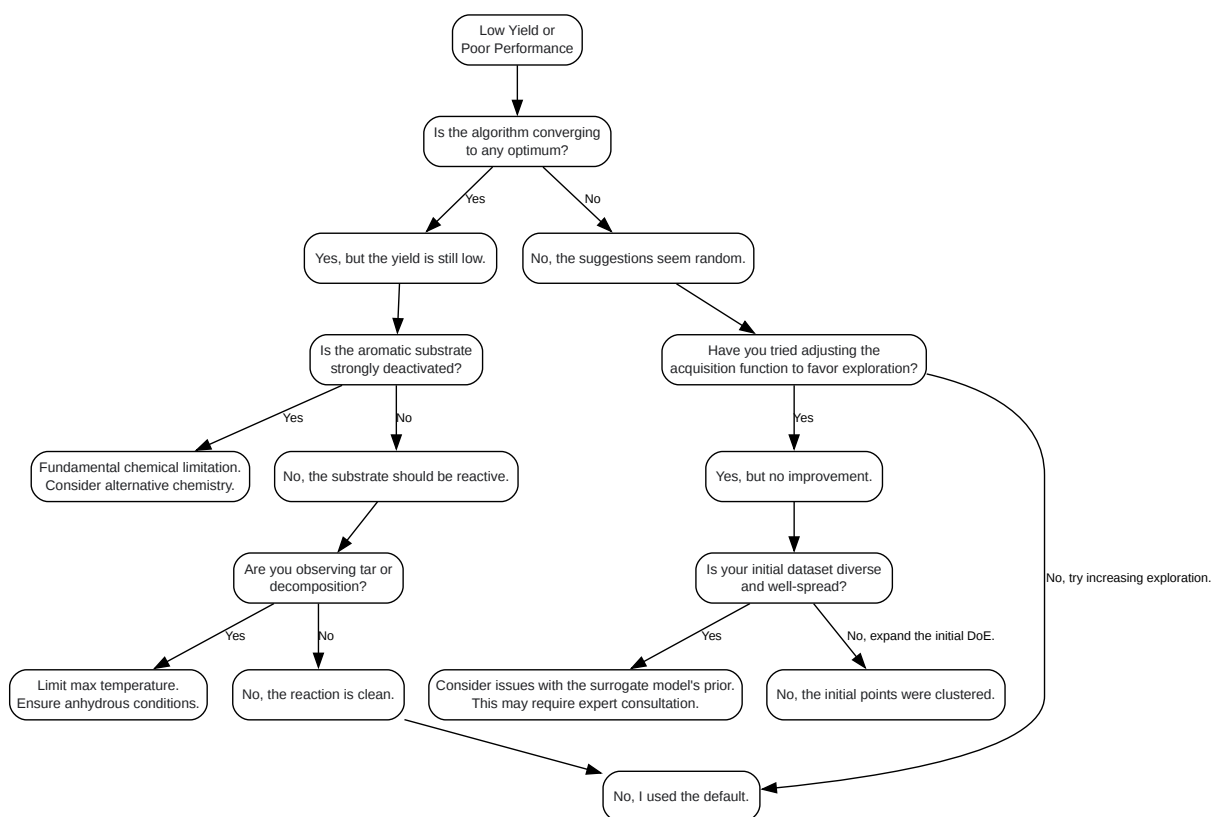 Low Yield or
Poor Performance
Is the algorithm converging
to any optimum?
Yes
No
Yes, but the yield is still low.
No, the suggestions seem random.
Is the aromatic substrate
strongly deactivated?
Have you tried adjusting the
acquisition function to favor exploration?
Yes
No
Yes
Fundamental chemical limitation.
Consider alternative chemistry.
No, the substrate should be reactive.
Yes, but no improvement.
Are you observing tar or
decomposition?
Is your initial dataset diverse
and well-spread?
No, try increasing exploration.
Yes
No
Yes
No, expand the initial DoE.
Limit max temperature.
Ensure anhydrous conditions.
No, the reaction is clean.
Consider issues with the surrogate model's prior.
This may require expert consultation.
No, the initial points were clustered.
No, I used the default.